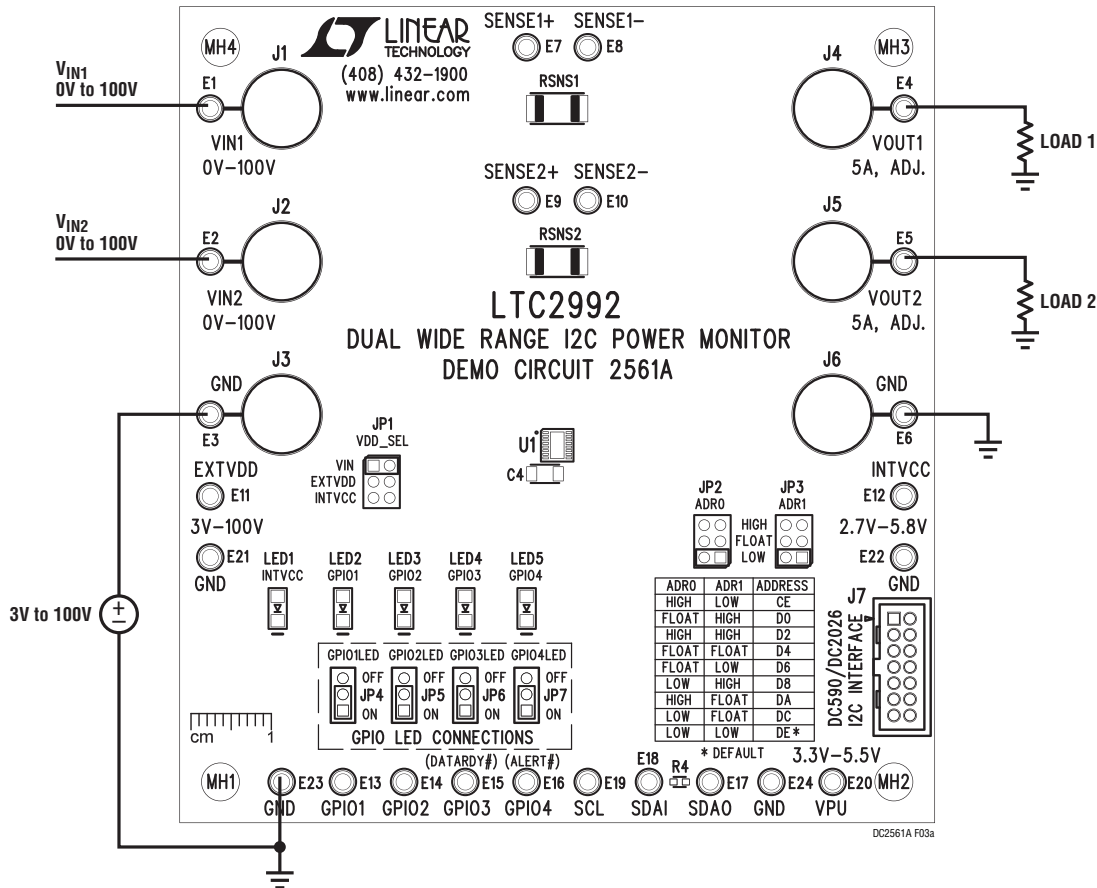 SENSE1+ SENSE1-
MH4
LINEAR
TECHNOLOGY
(408) 432-1900
www.linear.com
E7
E8
MH3
J1
J4
VIN1
0V to 100V
E1
RSNS1
E4
LOAD 1
VIN1
0V-100V
VOUT1
5A, ADJ.
SENSE2+ SENSE2-
E9
E10
J2
J5
VIN2
0V to 100V
E2
RSNS2
E5
LOAD 2
VIN2
0V-100V
VOUT2
5A, ADJ.
LTC2992
DUAL WIDE RANGE I2C POWER MONITOR
DEMO CIRCUIT 2561A
J3
J6
GND
E3
GND
E6
JP1
VDD_SEL
VIN
EXTVDD
INTVCC
U1
C4
EXTVDD
E11
3V-100V
E21
GND
INTVCC
E12
2.7V-5.8V
E22
GND
JP2
ADR0
JP3
ADR1
HIGH
FLOAT
LOW
LED1
INTVCC
LED2
GPIO1
LED3
GPIO2
LED4
GPIO3
LED5
GPIO4
ADR0 ADR1 ADDRESS
HIGH LOW CE
FLOAT HIGH D0
HIGH HIGH D2
FLOAT FLOAT D4
FLOAT LOW D6
LOW HIGH D8
HIGH FLOAT DA
LOW FLOAT DC
LOW LOW DE*
* DEFAULT
J7
DC590/DC2026
I2C INTERFACE
3V to 100V
+
−
GPIO1LED GPIO2LED GPIO3LED GPIO4LED
OFF OFF OFF OFF
JP4 JP5 JP6 JP7
ON ON ON ON
GPIO LED CONNECTIONS
cm 1
(DATARDY#) (ALERT#)
3.3V-5.5V
MH1
E23 E13 E14 E15 E16 E19 E18 R4 E17 E24 E20
MH2
GND GPIO1 GPIO2 GPIO3 GPIO4 SCL SDAI SDAO GND VPU
DC2561A F03a